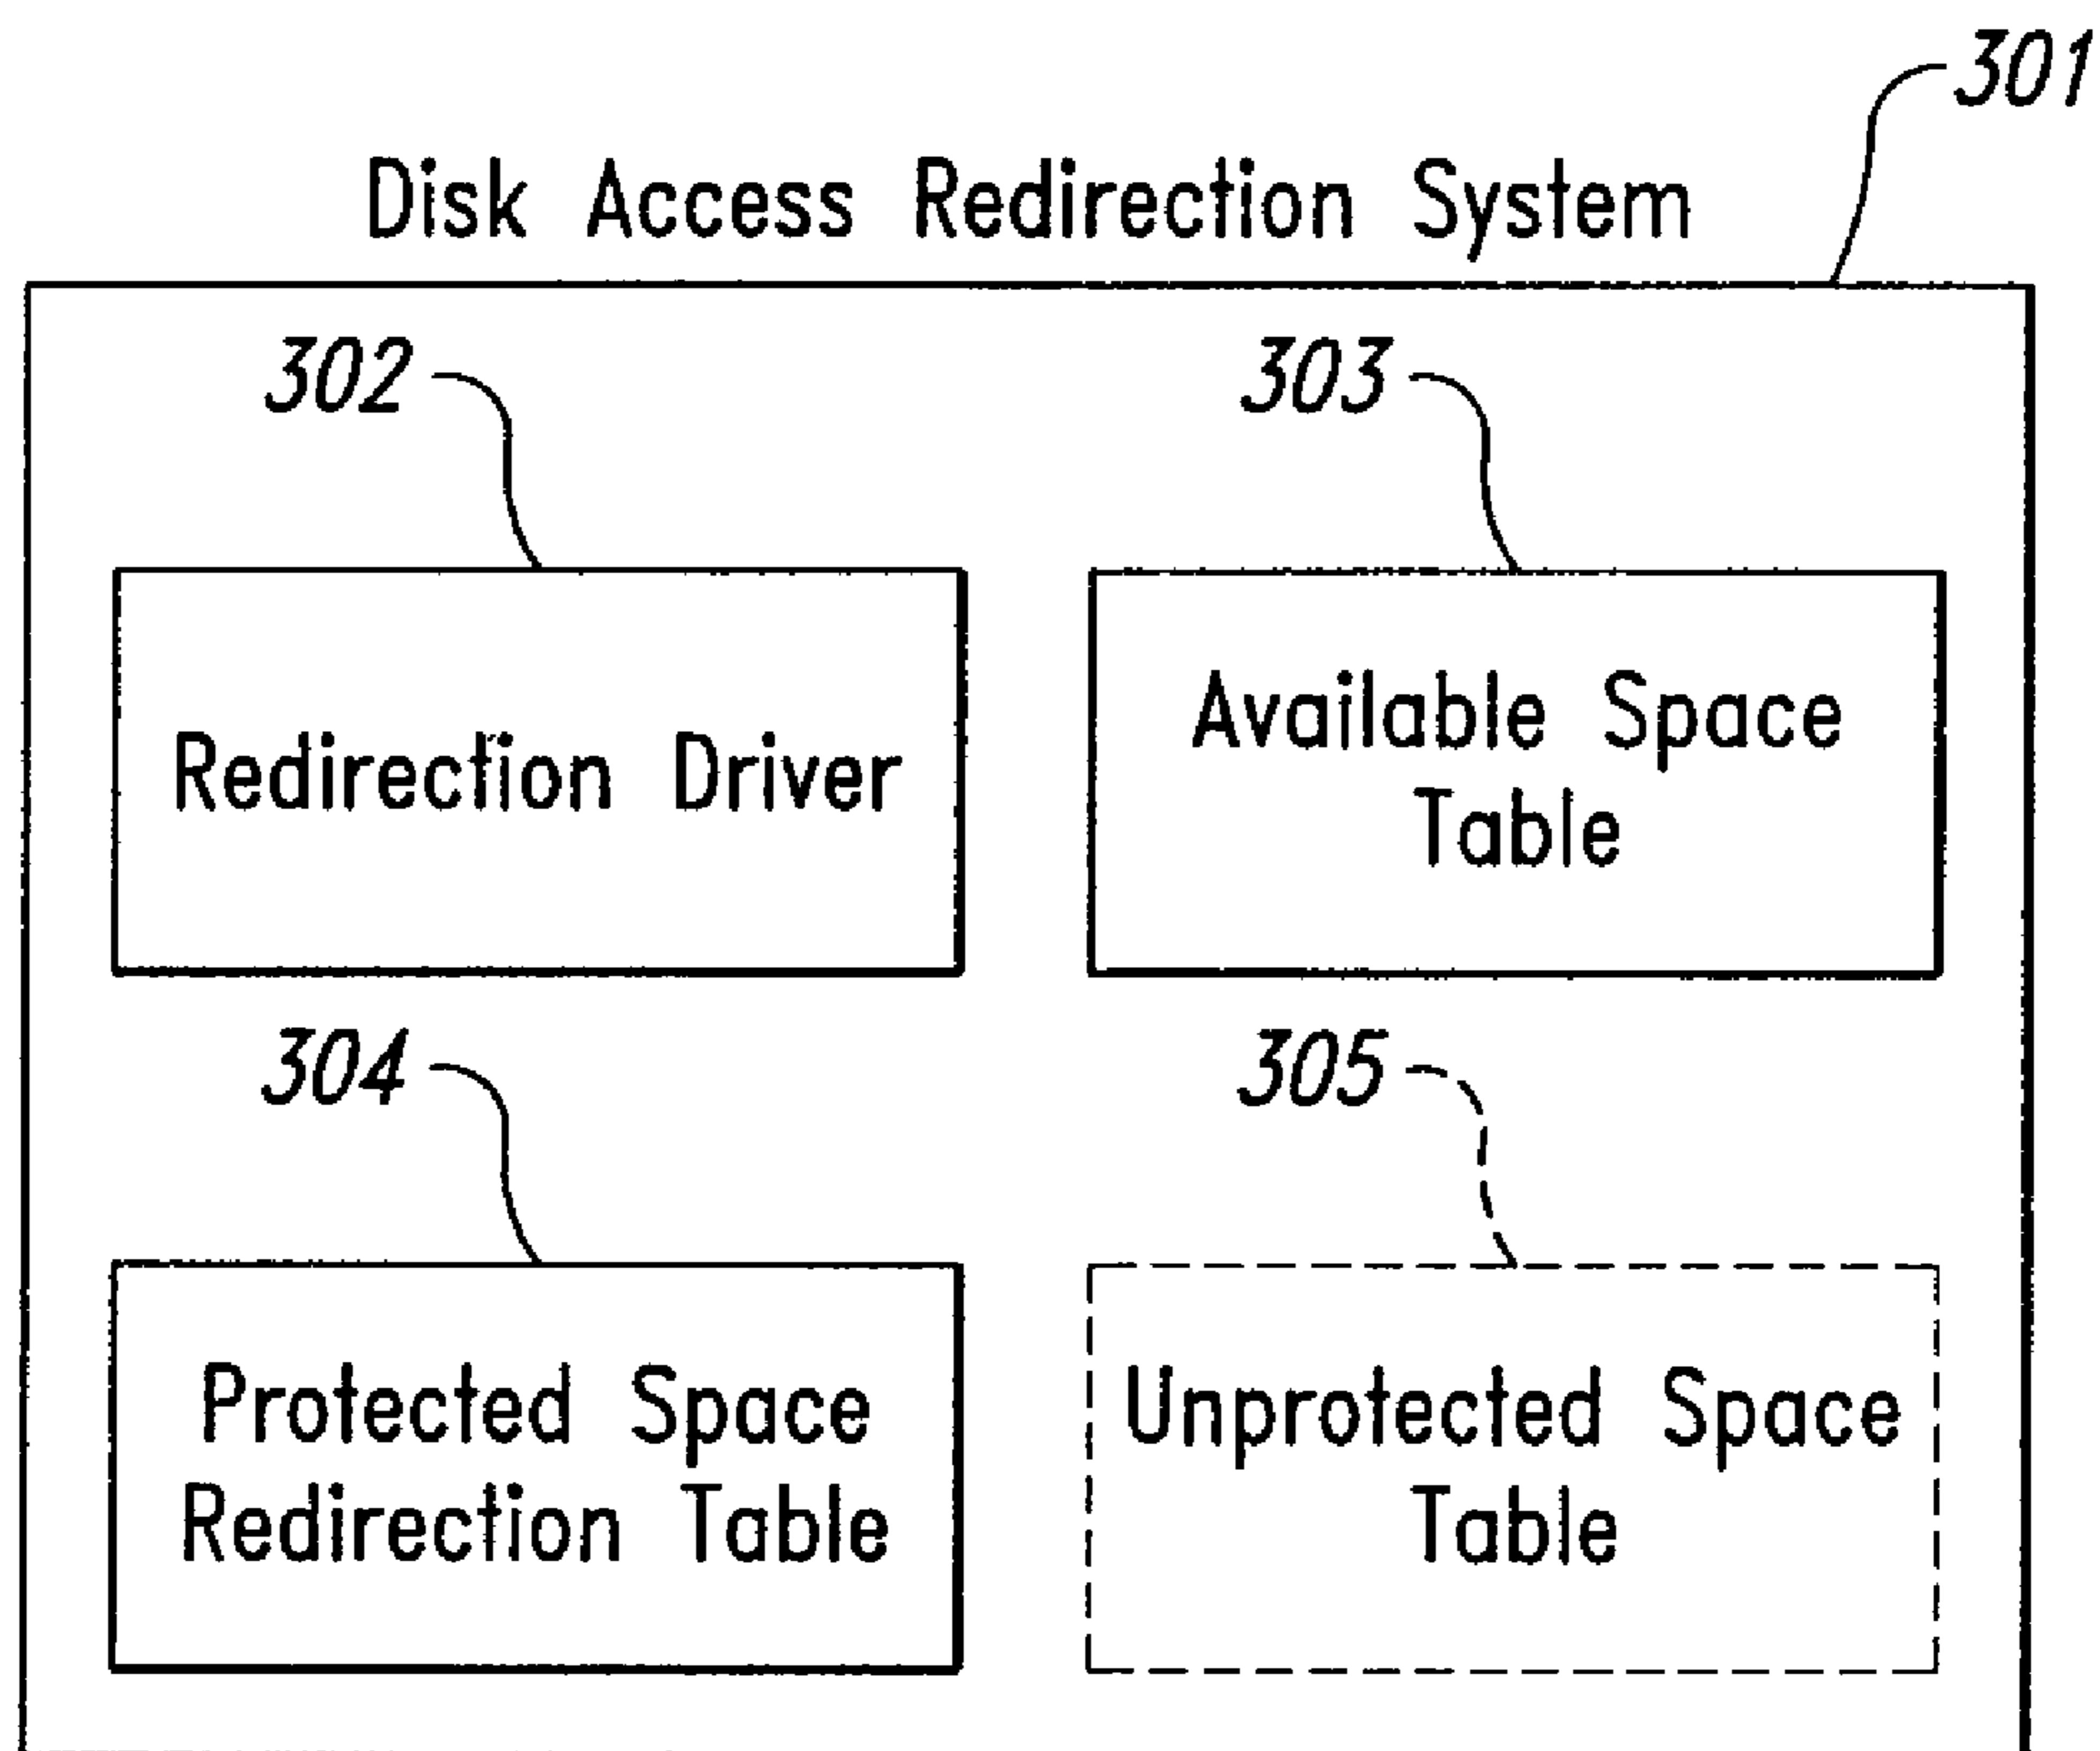 301
Disk Access Redirection System
302
303
Redirection Driver
Available Space
Table
304
305
Protected Space
Redirection Table
Unprotected Space
Table